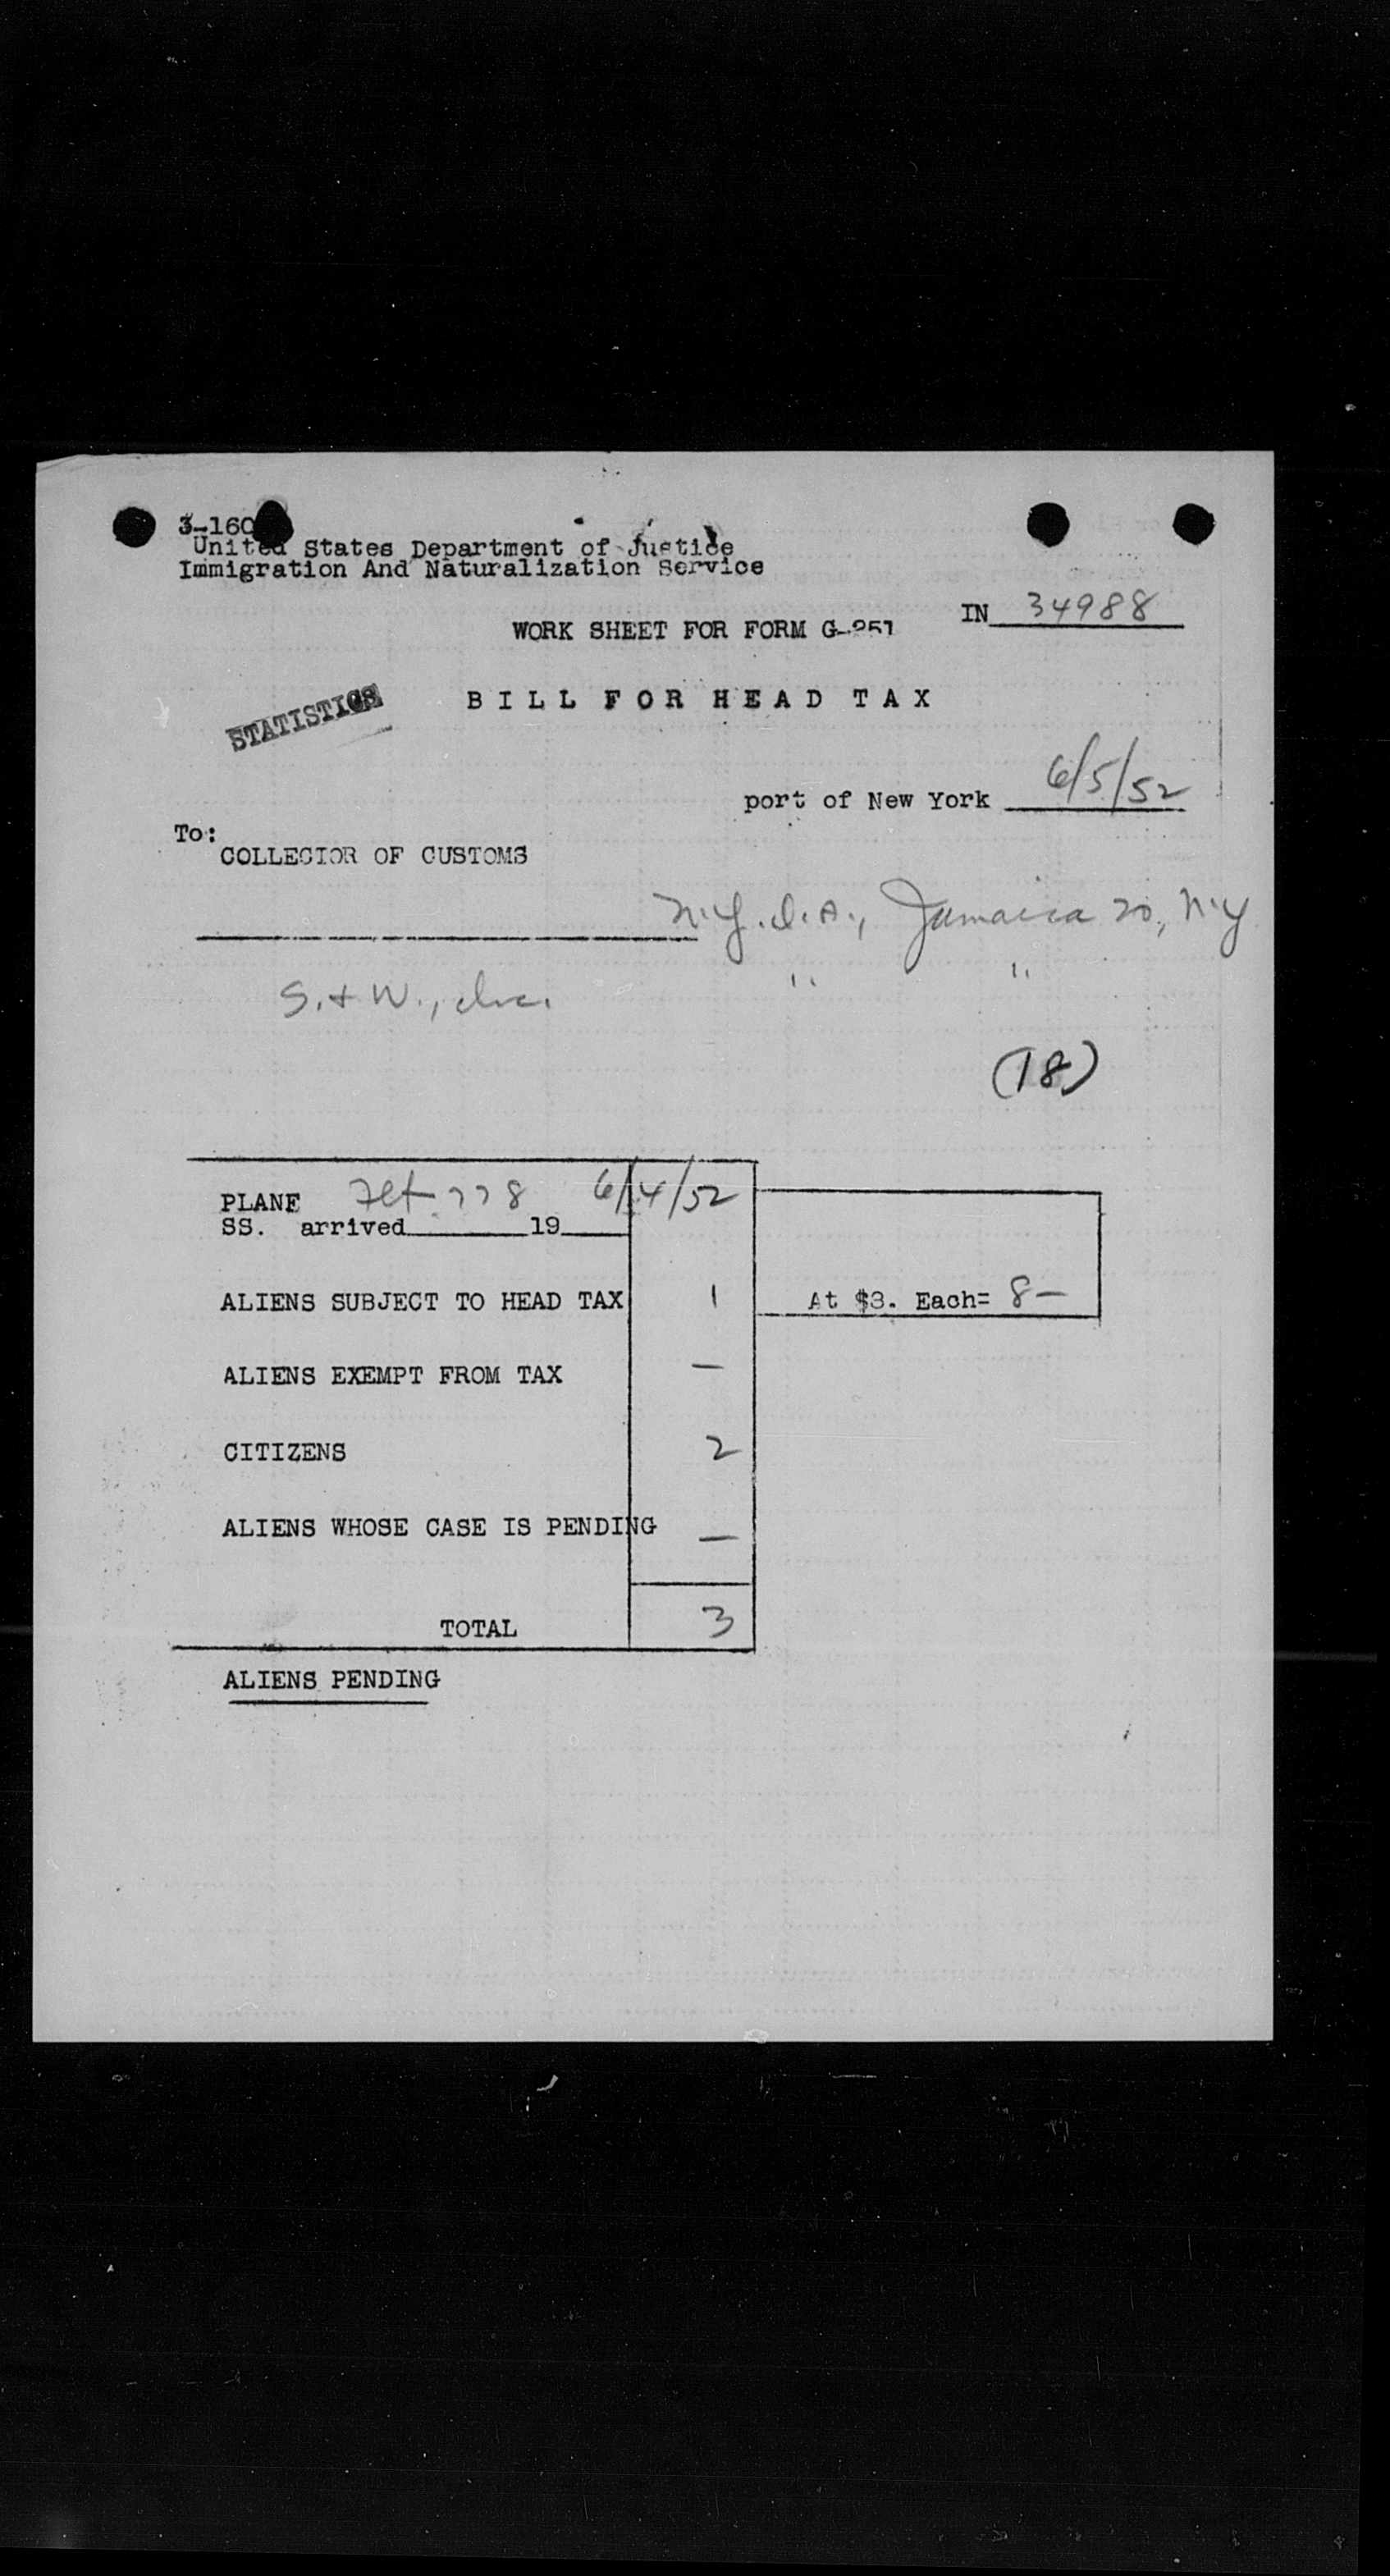 3-160
United States Department of Justice
Immigration And Naturalization Service
IN 34988
WORK SHEET FOR FORM G-951
STATISTICS
BILL FOR HEAD TAX
port of New York 6/5/52
To:
COLLECTOR OF CUSTOMS
N.Y.I.A., Jamaica 20, N.Y
" "
S. & W., Inc.
(18)
PLANE Flt 778 6/4/52
SS. arrived 19
ALIENS SUBJECT TO HEAD TAX 1 At $8. Each= 8-
ALIENS EXEMPT FROM TAX —
CITIZENS 2
ALIENS WHOSE CASE IS PENDING —
TOTAL 3
ALIENS PENDING